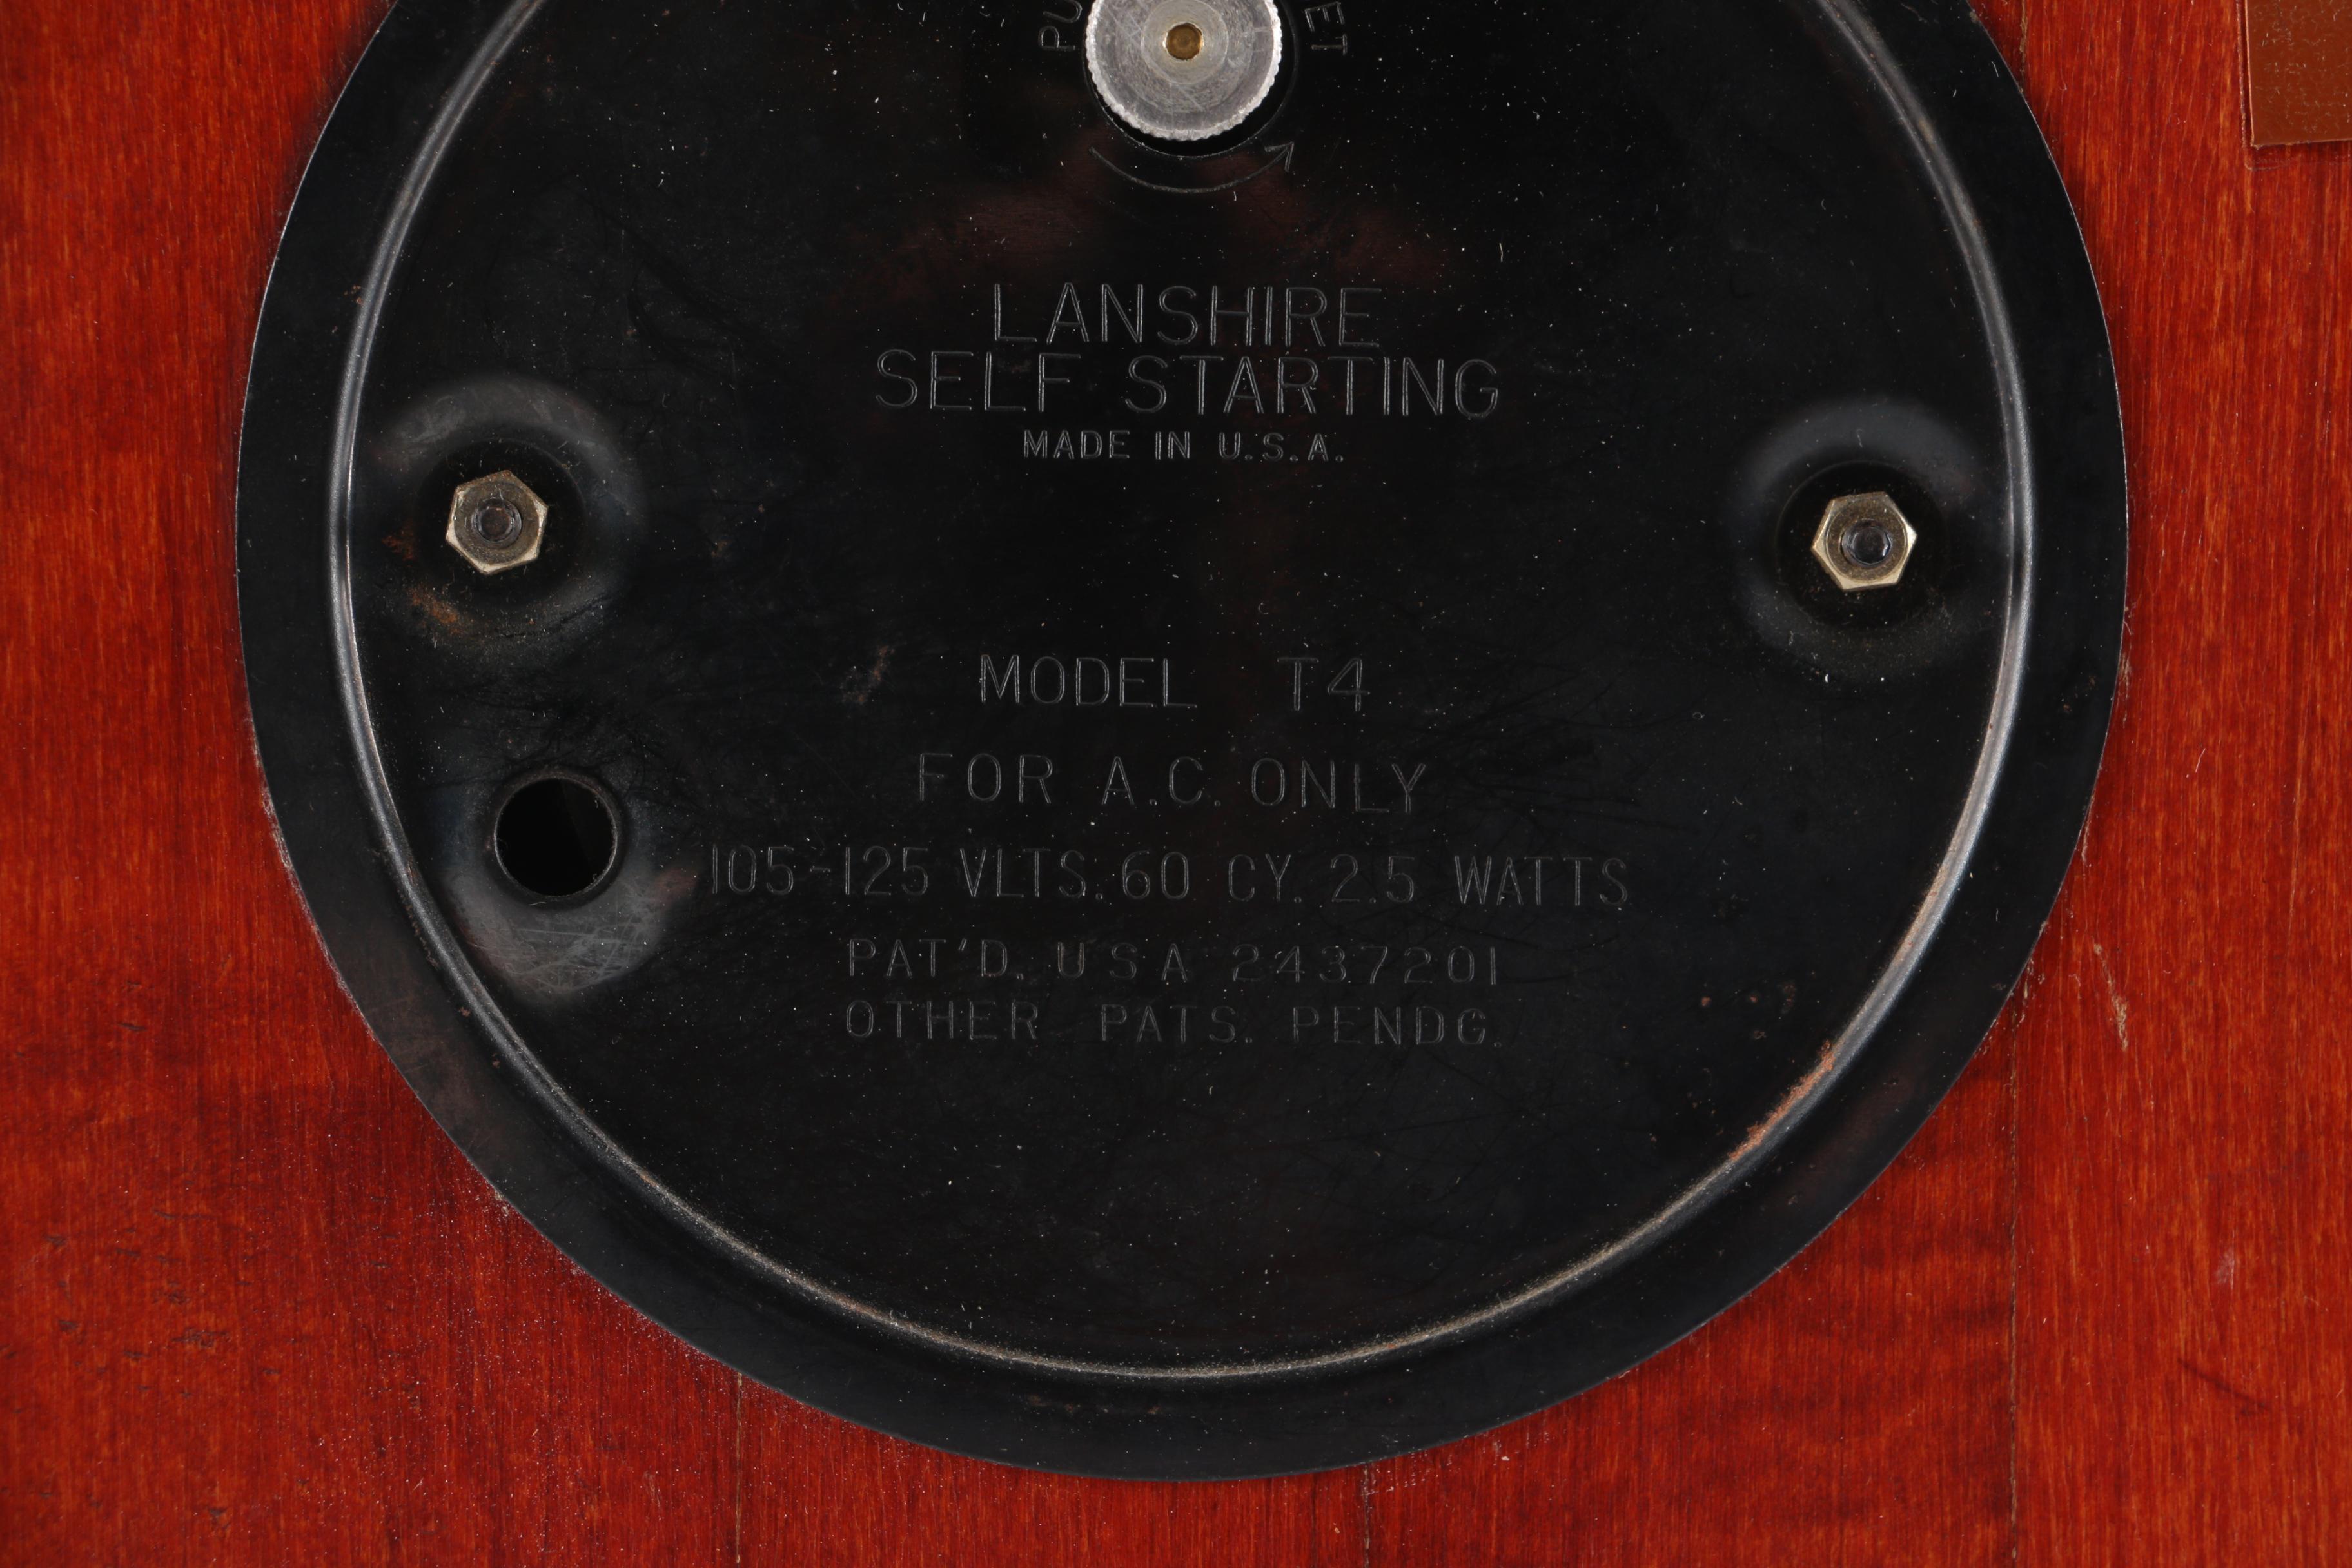 LANSHIRE
SELF STARTING
MADE IN U.S.A.
MODEL T4
FOR A.C. ONLY
105-125 VLTS. 60 CY. 2.5 WATTS
PAT'D. U S A 2437201
OTHER PATS. PENDG.